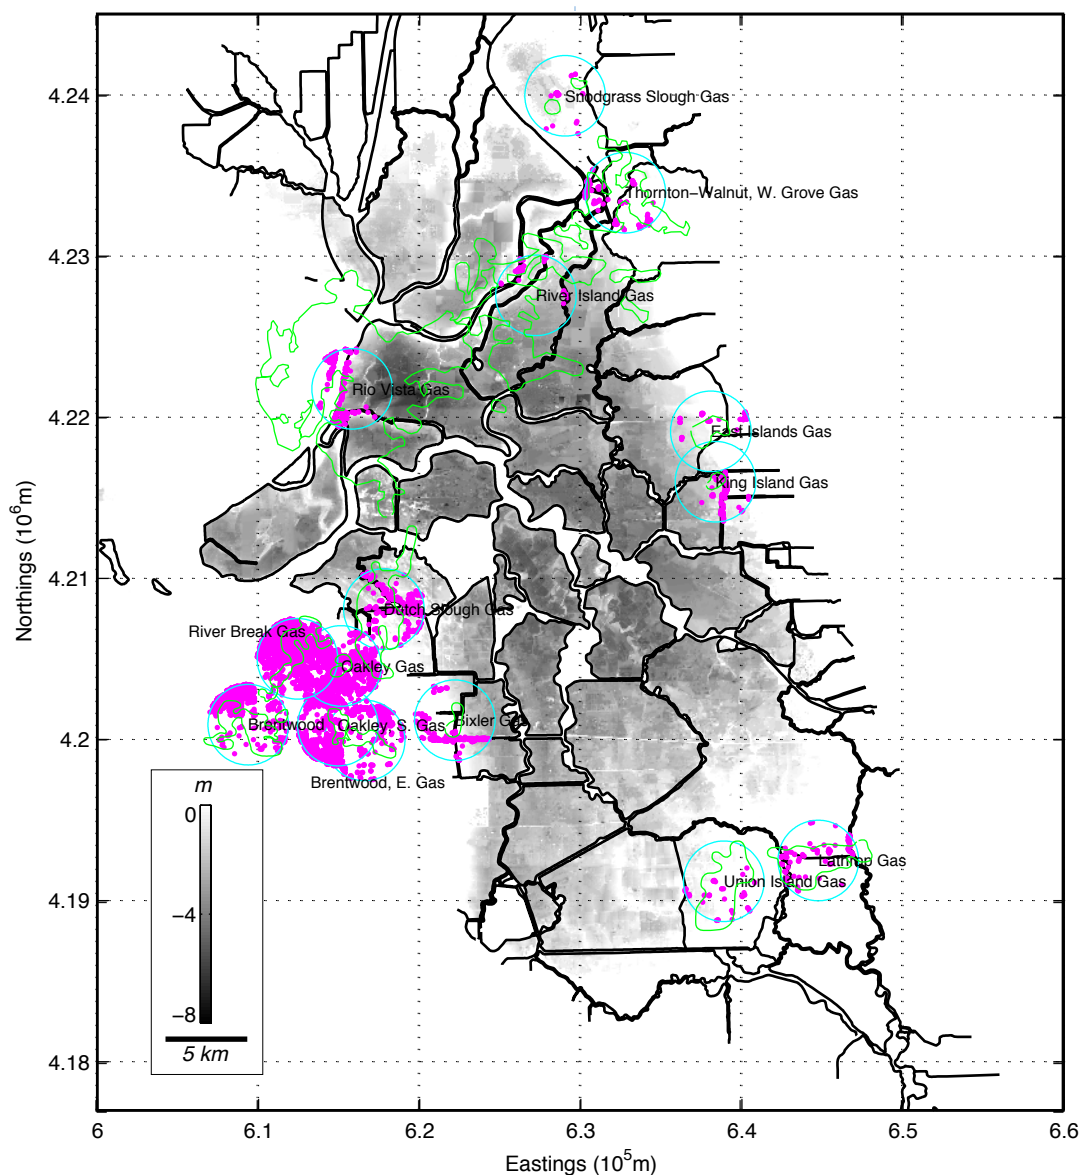 4.24
Snodgrass Slough Gas
Thornton−Walnut, W. Grove Gas
4.23
River Island Gas
Rio Vista Gas
4.22
East Islands Gas
King Island Gas
Northings (10⁶m)
4.21
Dutch Slough Gas
River Break Gas
Oakley Gas
Brentwood
Oakley S. Gas
Bixler Gas
4.2
Brentwood, E. Gas
m
0
−4
−8
5 km
Lathrop Gas
Union Island Gas
4.19
4.18
6 6.1 6.2 6.3 6.4 6.5 6.6
Eastings (10⁵m)